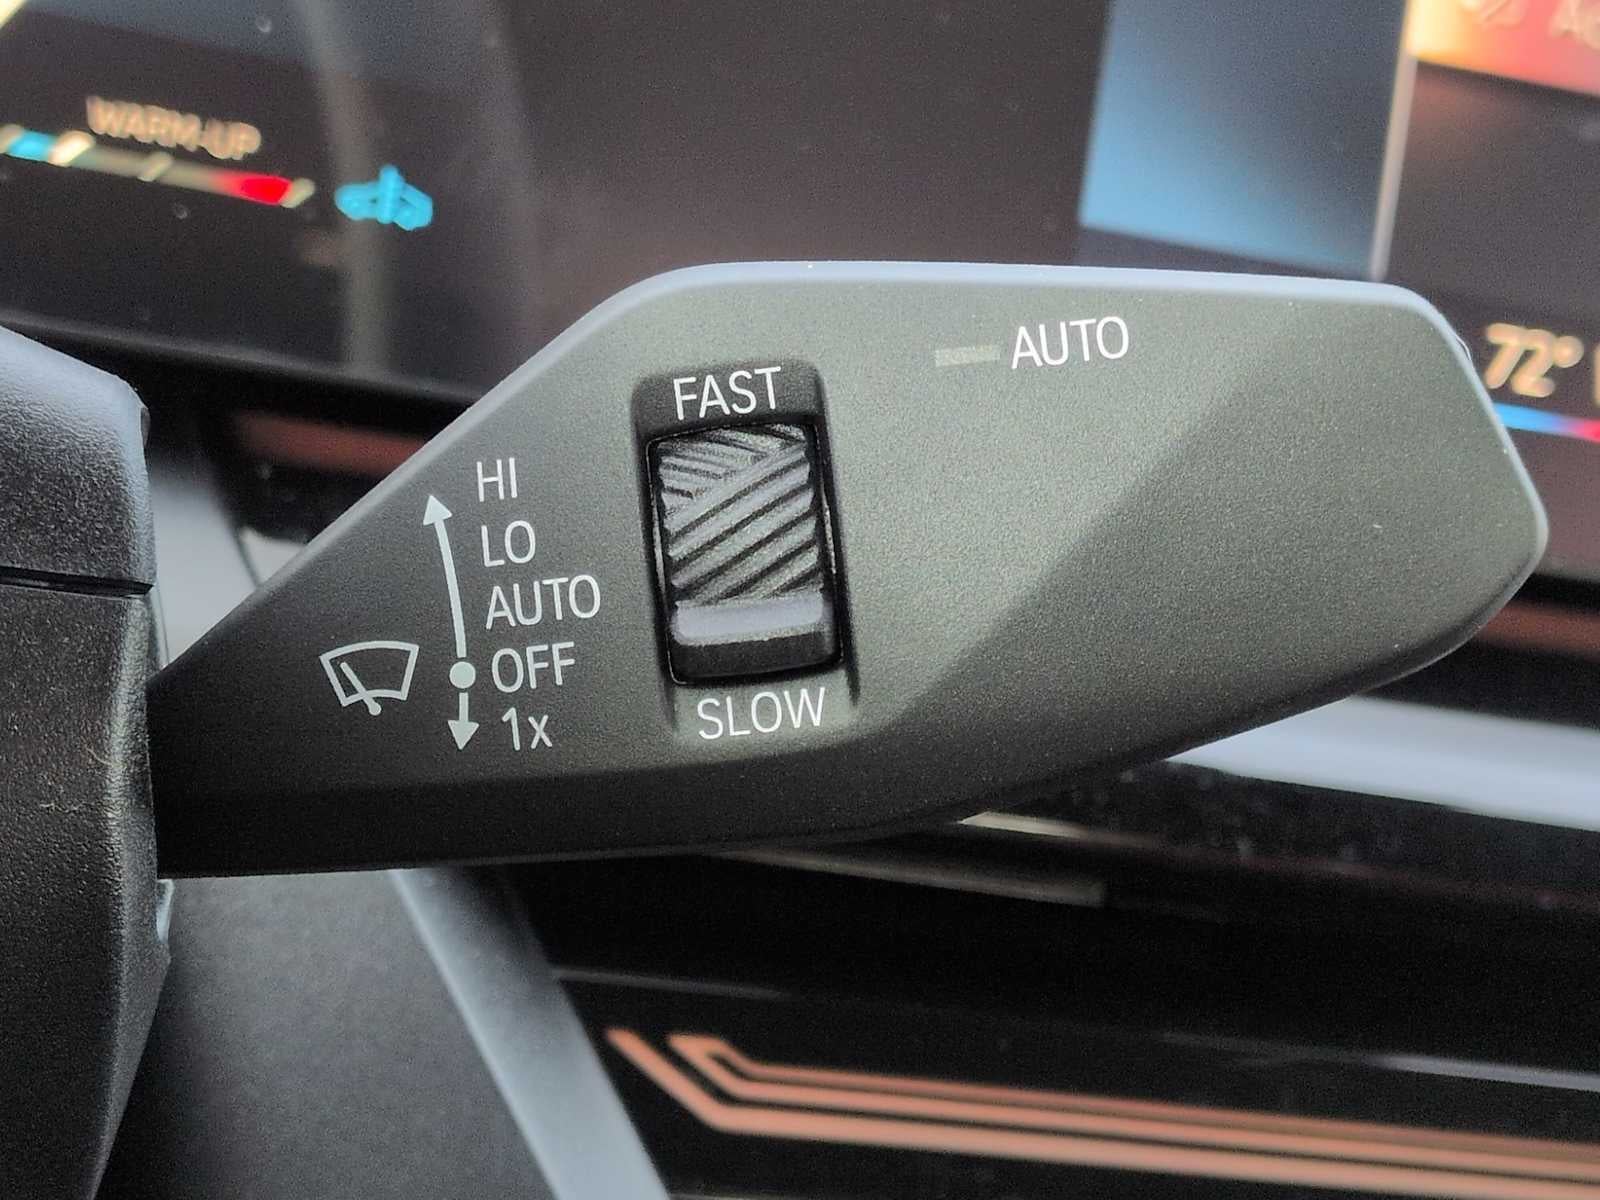 WARM-UP
72°
AUTO
FAST
HI
LO
AUTO
OFF
1x
SLOW